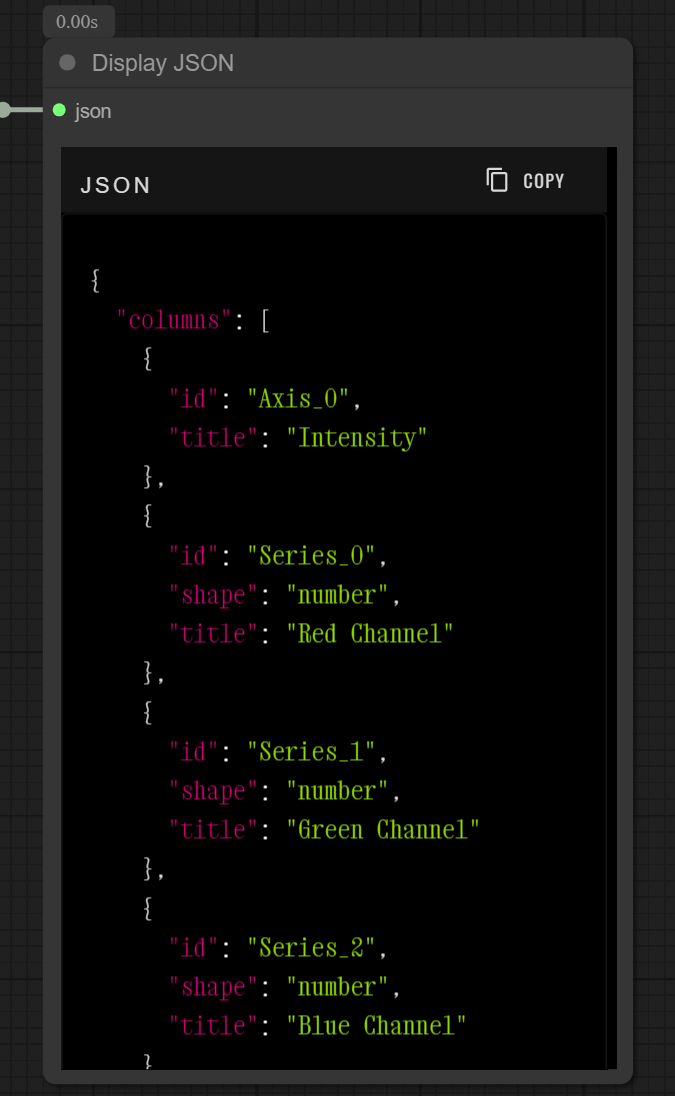 0.00s
Display JSON
json
JSON
COPY
{
  "columns": [
    {
      "id": "Axis_0",
      "title": "Intensity"
    },
    {
      "id": "Series_0",
      "shape": "number",
      "title": "Red Channel"
    },
    {
      "id": "Series_1",
      "shape": "number",
      "title": "Green Channel"
    },
    {
      "id": "Series_2",
      "shape": "number",
      "title": "Blue Channel"
    }